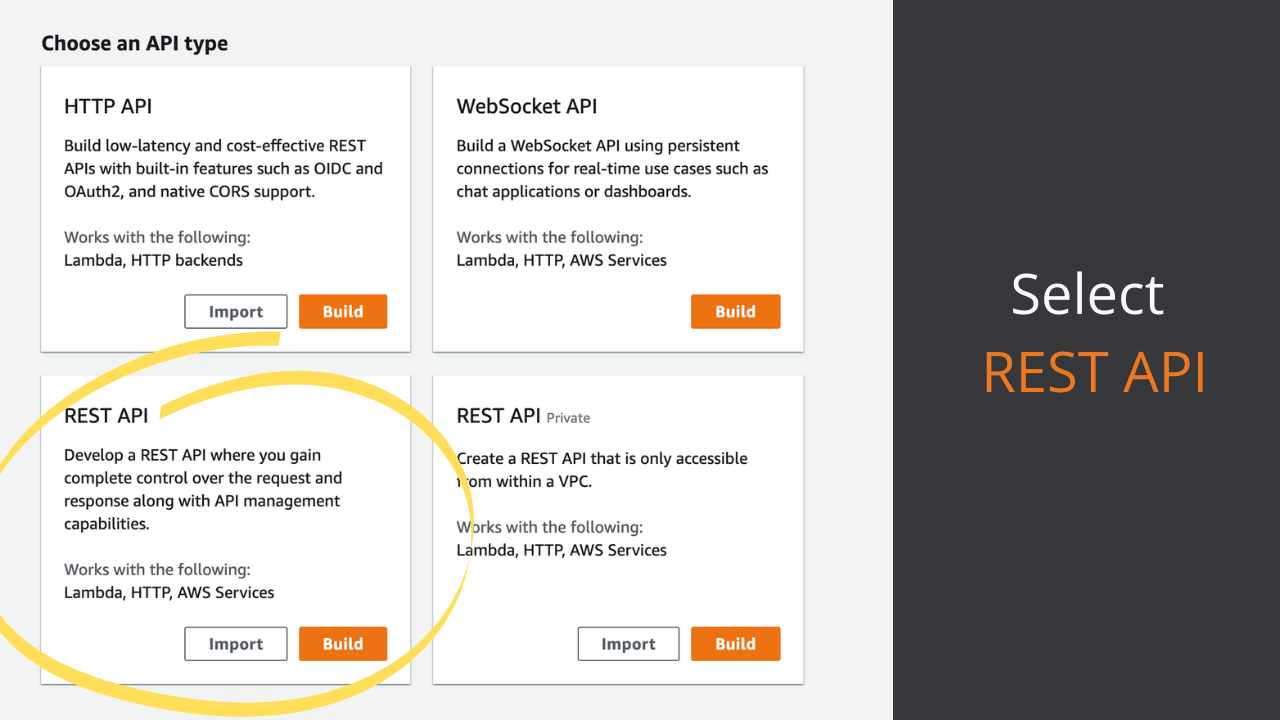 Choose an API type
HTTP API
Build low-latency and cost-effective REST
APIs with built-in features such as OIDC and
OAuth2, and native CORS support.
Works with the following:
Lambda, HTTP backends
Import
Build
WebSocket API
Build a WebSocket API using persistent
connections for real-time use cases such as
chat applications or dashboards.
Works with the following:
Lambda, HTTP, AWS Services
Build
REST API
Develop a REST API where you gain
complete control over the request and
response along with API management
capabilities.
Works with the following:
Lambda, HTTP, AWS Services
Import
Build
REST API Private
Create a REST API that is only accessible
from within a VPC.
Works with the following:
Lambda, HTTP, AWS Services
Import
Build
Select
REST API